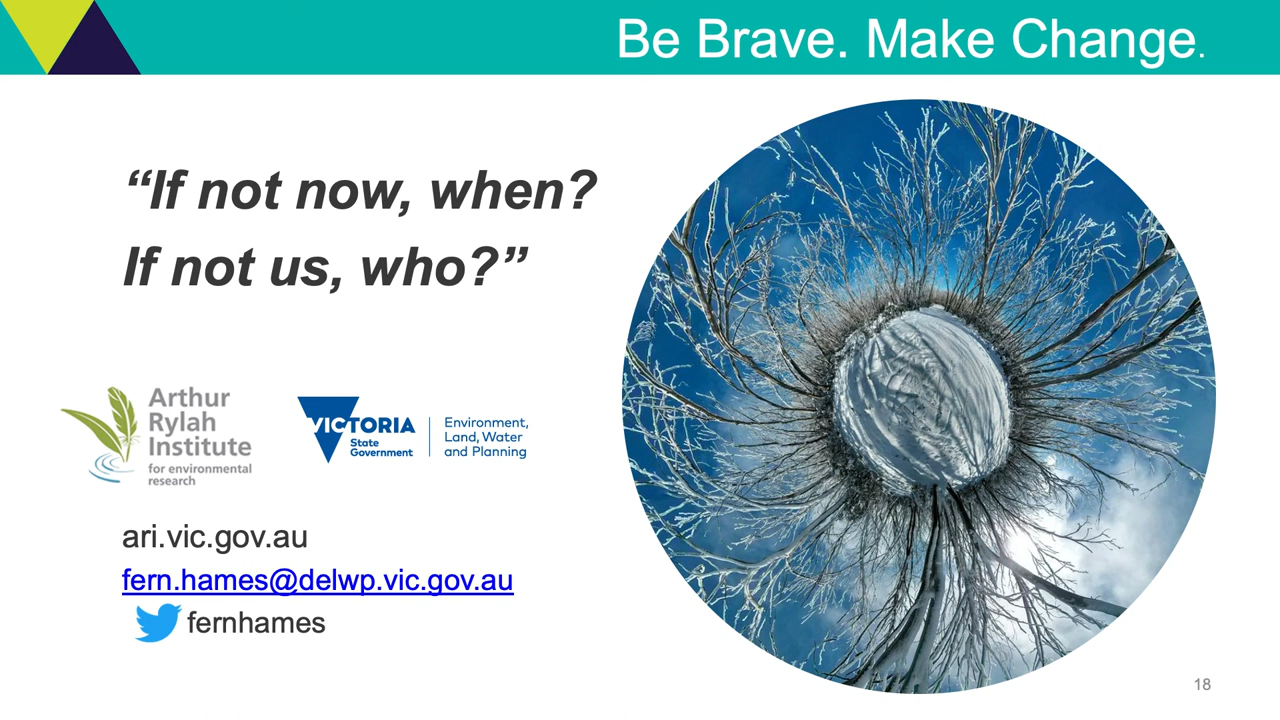 Be Brave. Make Change.
“If not now, when?
If not us, who?”
Arthur
Rylah
Institute
for environmental
research
VICTORIA
State
Government
Environment,
Land, Water
and Planning
ari.vic.gov.au
fern.hames@delwp.vic.gov.au
fernhames
18